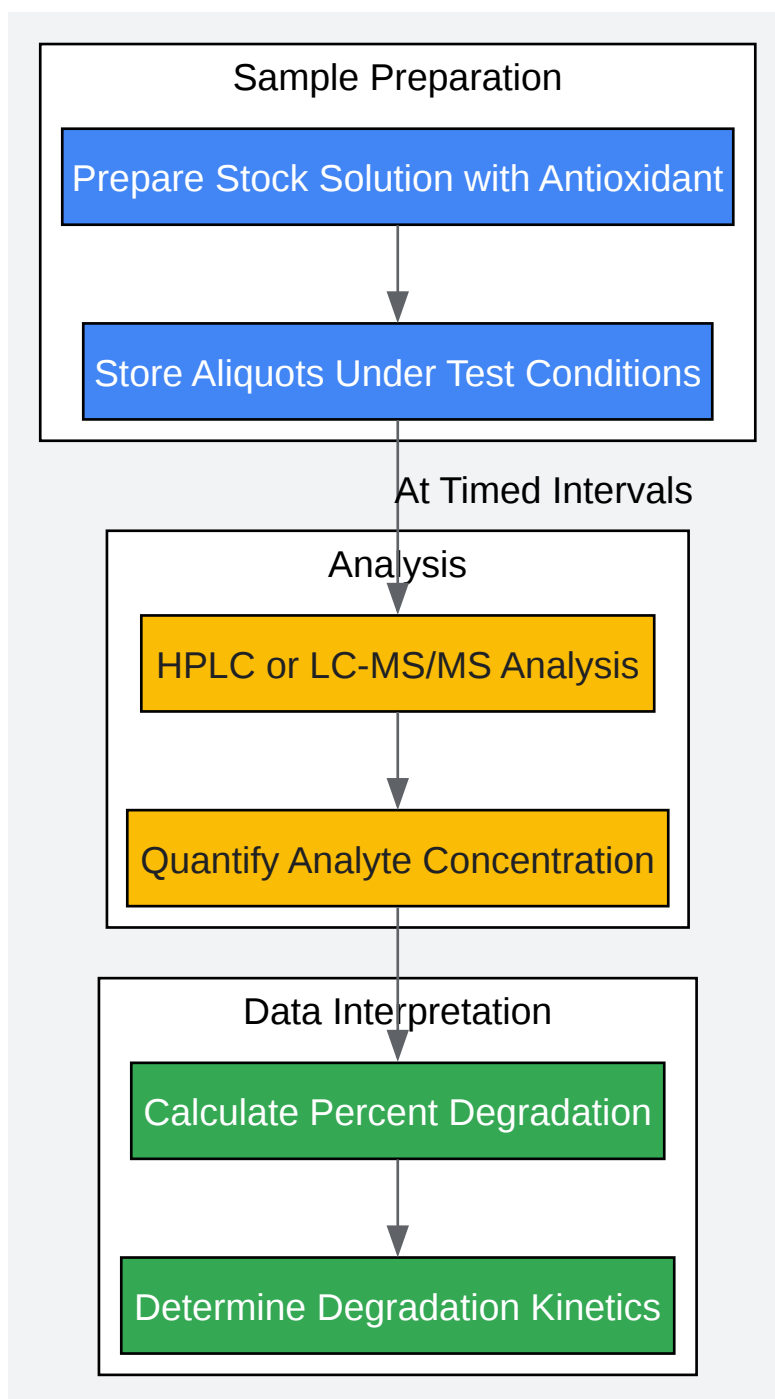 Sample Preparation
Prepare Stock Solution with Antioxidant
Store Aliquots Under Test Conditions
At Timed Intervals
Analysis
HPLC or LC-MS/MS Analysis
Quantify Analyte Concentration
Data Interpretation
Calculate Percent Degradation
Determine Degradation Kinetics